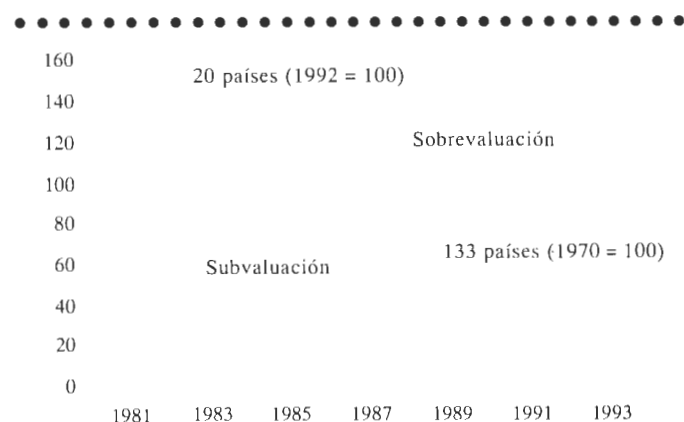 160
20 países (1992 = 100)
140
120
Sobrevaluación
100
80
133 países (1970 = 100)
60
Subvaluación
40
20
0
1981 1983 1985 1987 1989 1991 1993